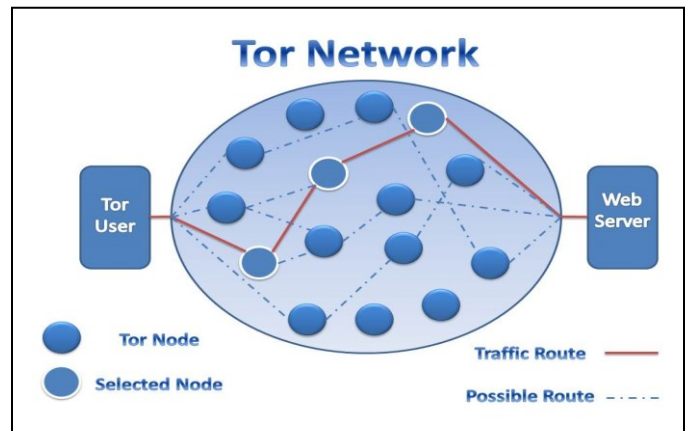 Tor Network
Tor
User
Web
Server
Tor Node
Selected Node
Traffic Route
Possible Route